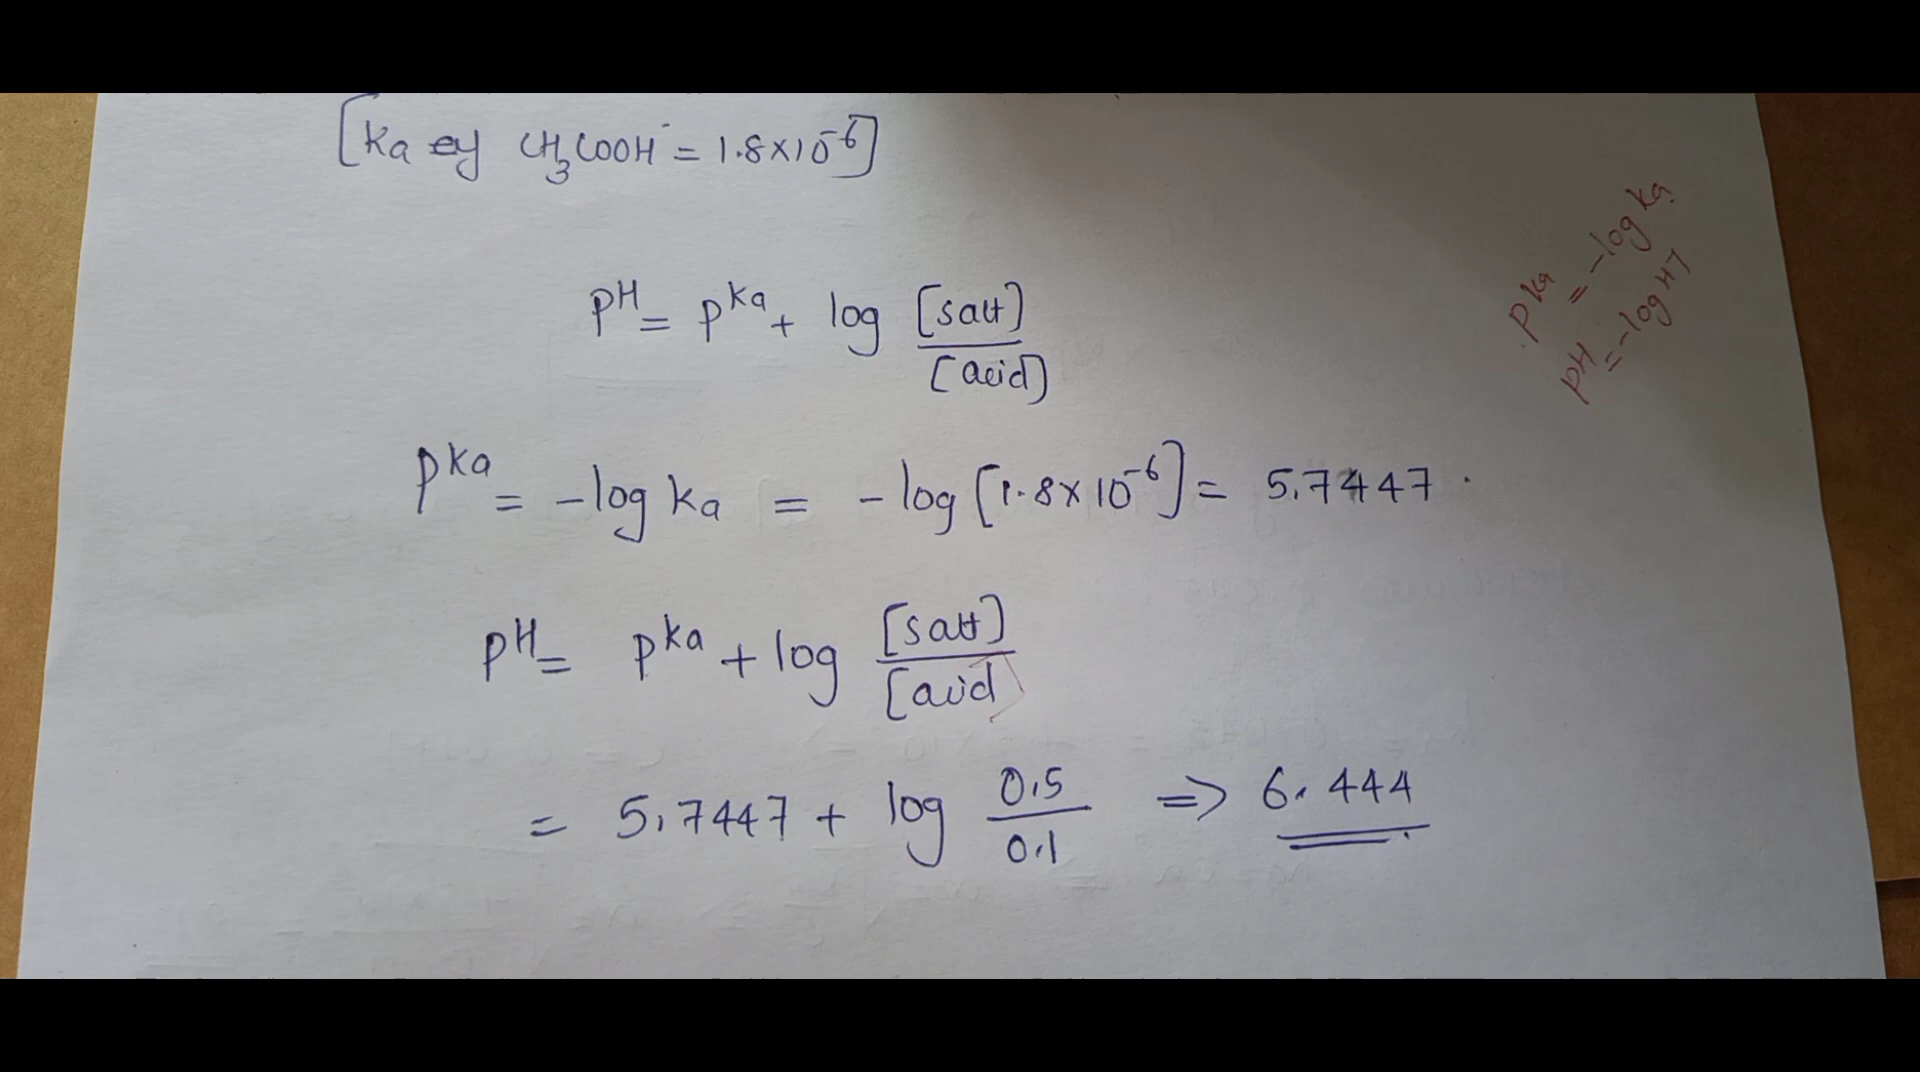 [Ka of CH₃COOH = 1.8×10⁻⁶]
pKa = -log Ka
pH = -log H⁺]
pH = pKa + log [salt]/[acid]
pKa = -log Ka = -log [1.8×10⁻⁶] = 5.7447.
pH = pKa + log [salt]/[acid]
= 5.7447 + log 0.5/0.1 ⇒ 6.444